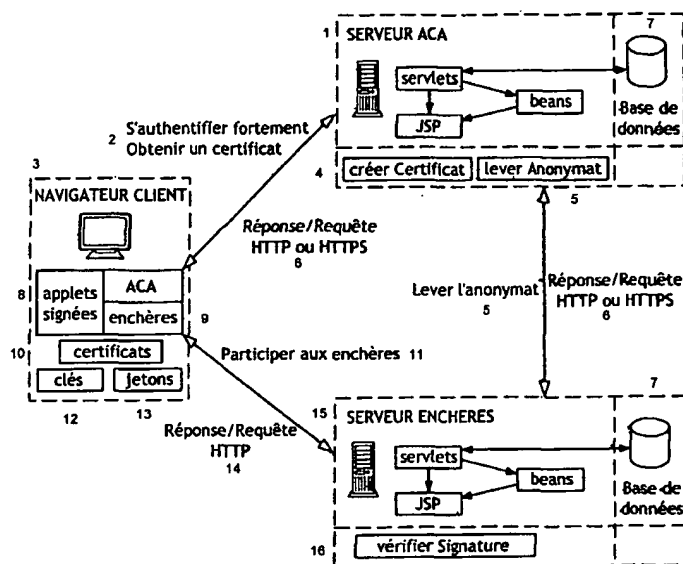 1 SERVEUR ACA
7
servlets
beans
JSP
Base de
données
2 S'authentifier fortement
Obtenir un certificat
4 créer Certificat lever Anonymat
5
3
NAVIGATEUR CLIENT
Réponse/Requête
HTTP ou HTTPS
6
8 applets
signées
ACA
enchères 9
10 certificats
clés jetons
12 13
Lever l'anonymat
5
Réponse/Requête
HTTP ou HTTPS
6
Participer aux enchères 11
Réponse/Requête
HTTP
14
15 SERVEUR ENCHERES
7
servlets
beans
JSP
Base de
données
16 vérifier Signature